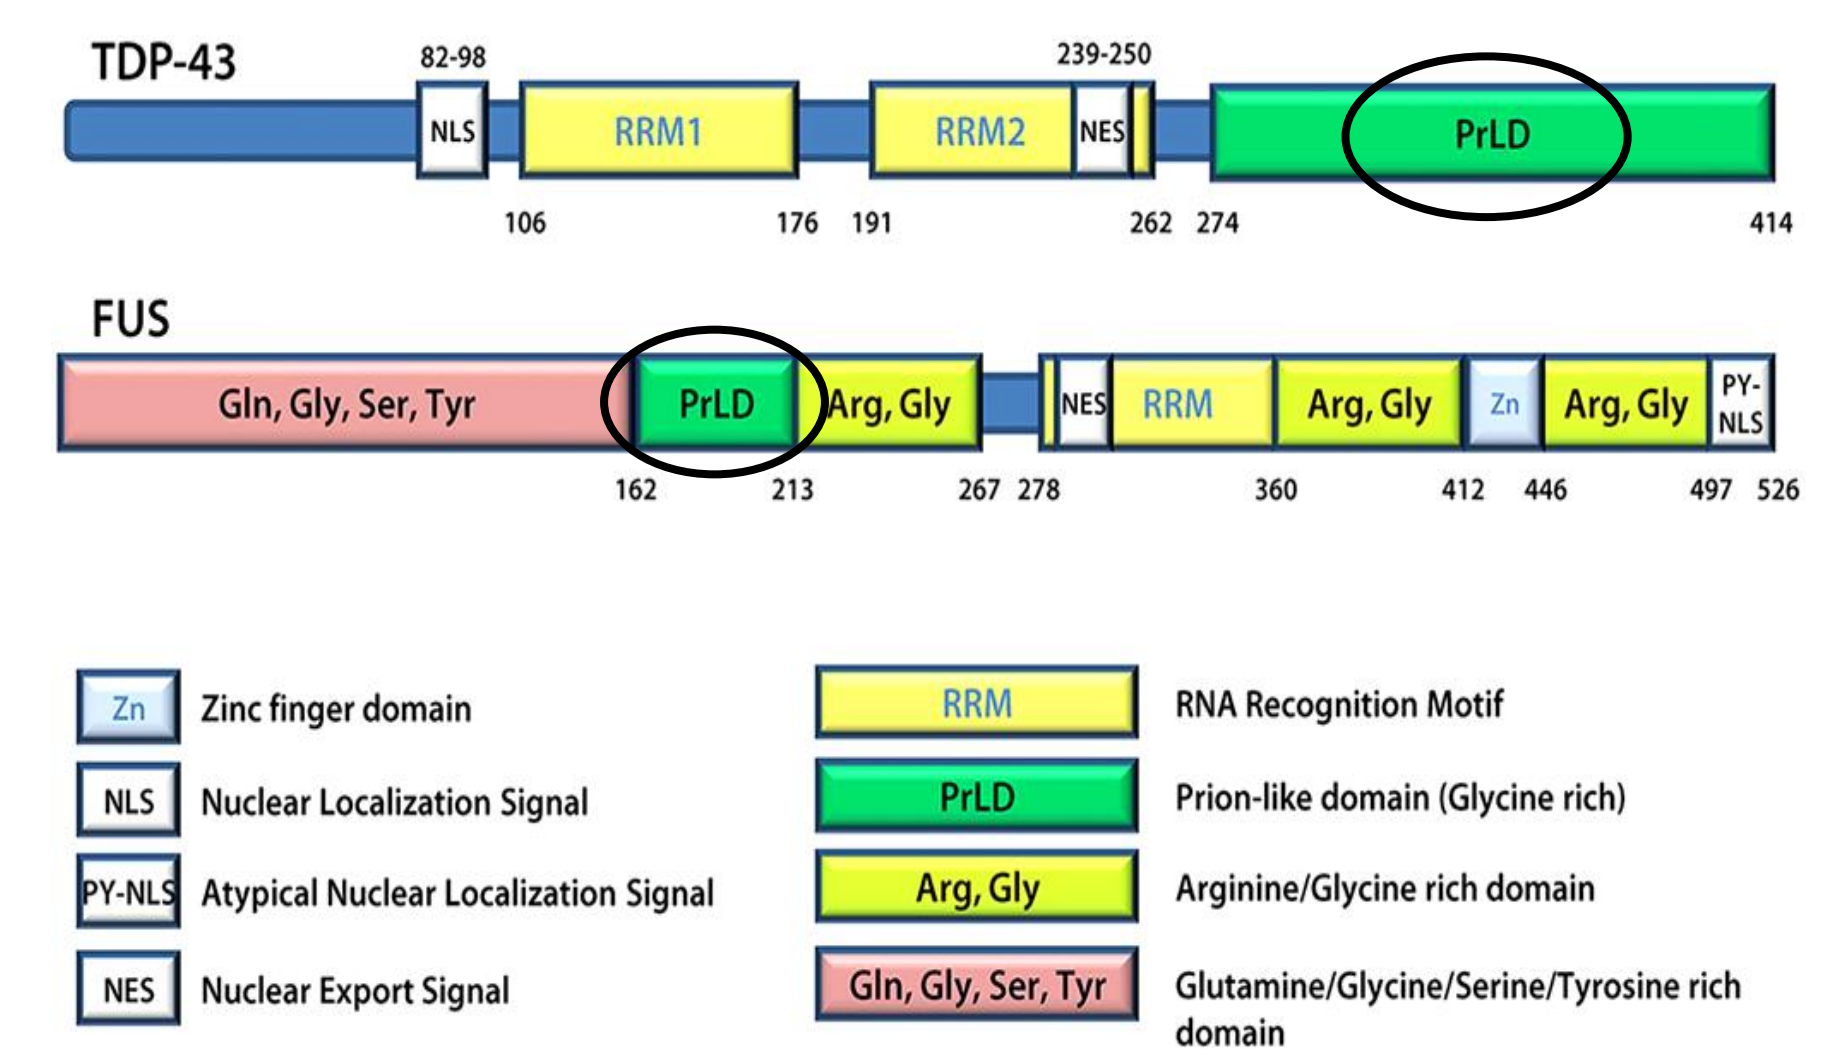 TDP-43
82-98
239-250
NLS
RRM1
RRM2
NES
PrLD
106
176
191
262
274
414
FUS
Gln, Gly, Ser, Tyr
PrLD
Arg, Gly
NES
RRM
Arg, Gly
Zn
Arg, Gly
PY-
NLS
162
213
267
278
360
412
446
497
526
Zn
Zinc finger domain
NLS
Nuclear Localization Signal
PY-NLS
Atypical Nuclear Localization Signal
NES
Nuclear Export Signal
RRM
RNA Recognition Motif
PrLD
Prion-like domain (Glycine rich)
Arg, Gly
Arginine/Glycine rich domain
Gln, Gly, Ser, Tyr
Glutamine/Glycine/Serine/Tyrosine rich
domain